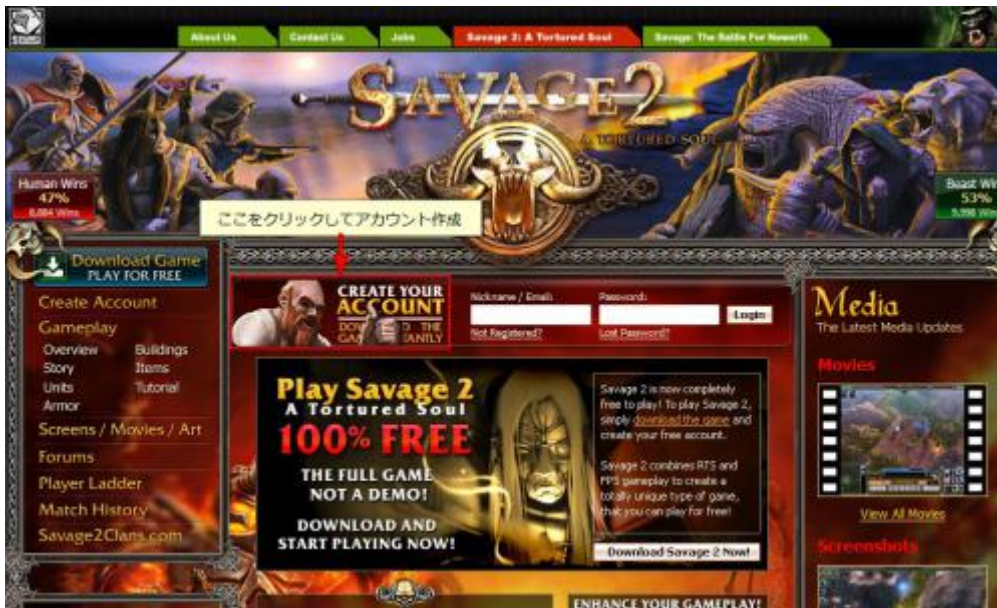 About Us
Contact Us
Jobs
Savage 2: A Tortured Soul
Savage: The Battle For Newerth
SAVAGE 2
A TORTURED SOUL
Human Wins
47%
Beast Win
53%
ここをクリックしてアカウント作成
Download Game
PLAY FOR FREE
Create Account
Gameplay
Overview
Buildings
Story
Items
Units
Tutorial
Armor
Screens / Movies / Art
Forums
Player Ladder
Match History
Savage2Clans.com
CREATE YOUR
ACCOUNT
Nickname / Email:
Password:
Login
Not Registered?
Lost Password?
Play Savage 2
A Tortured Soul
100% FREE
THE FULL GAME
NOT A DEMO!
DOWNLOAD AND
START PLAYING NOW!
Savage 2 is now completely
free to play! To play Savage 2,
simply download the game and
create your free account.
Savage 2 combines RTS and
FPS gameplay to create a
totally unique type of game,
that you can play for free!
Download Savage 2 Now!
Media
The Latest Media Updates
Movies
View All Movies
Screenshots
ENHANCE YOUR GAMEPLAY!